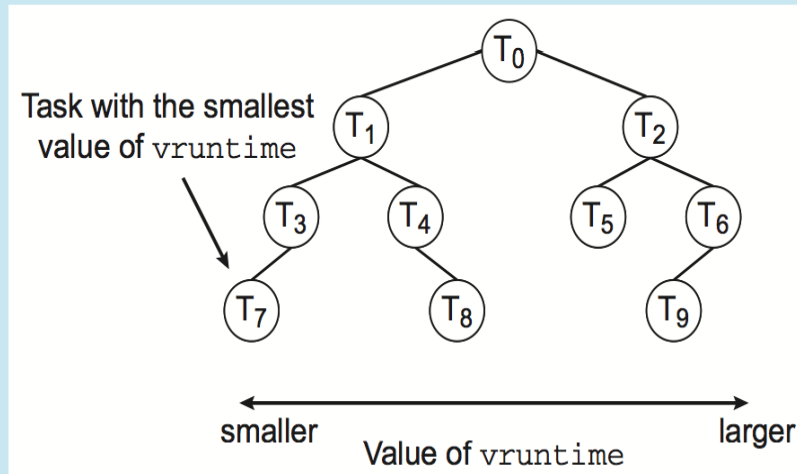 T0
Task with the smallest
value of vruntime
T1
T2
T3
T4
T5
T6
T7
T8
T9
smaller
larger
Value of vruntime